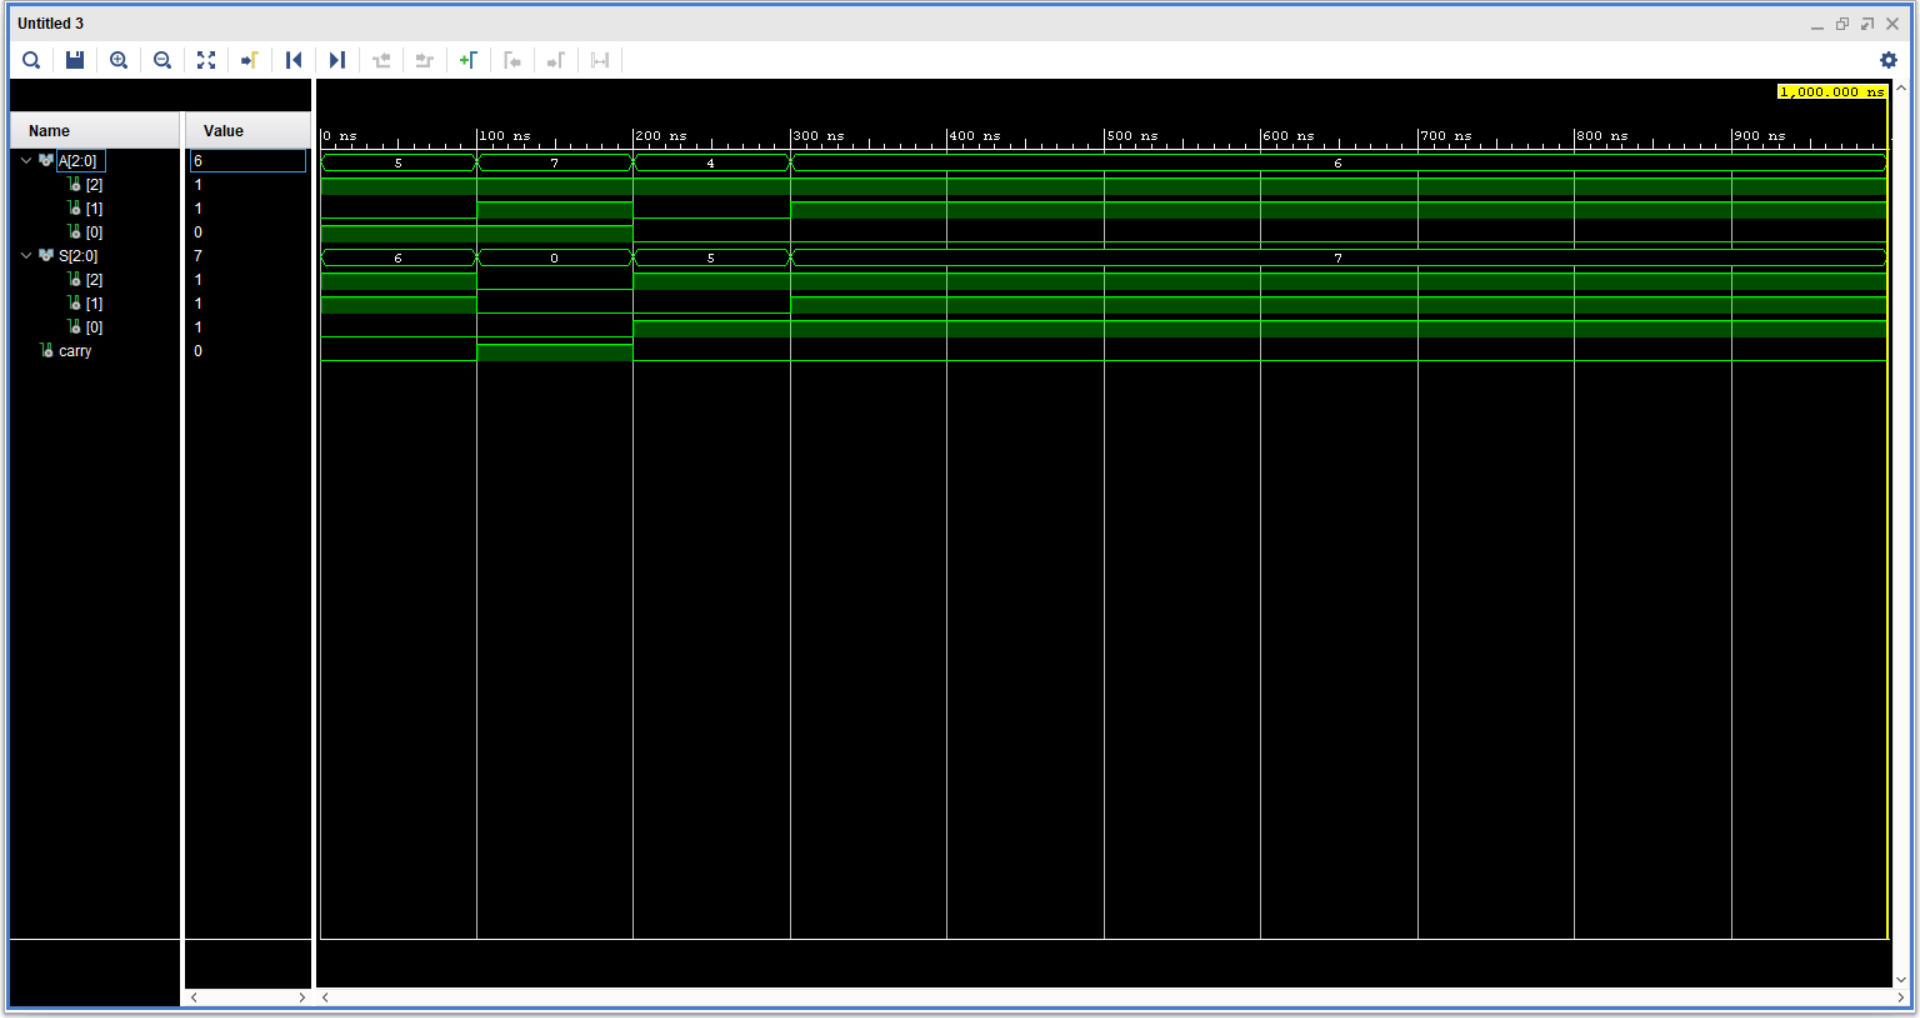 Untitled 3
1,000.000 ns
Name Value
0 ns 100 ns 200 ns 300 ns 400 ns 500 ns 600 ns 700 ns 800 ns 900 ns
A[2:0] 6 5 7 4 6
[2] 1
[1] 1
[0] 0
S[2:0] 7 6 0 5 7
[2] 1
[1] 1
[0] 1
carry 0